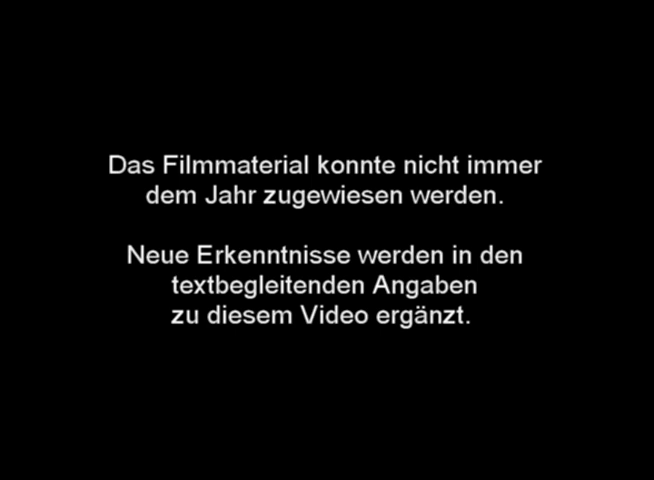 Das Filmmaterial konnte nicht immer
dem Jahr zugewiesen werden.
Neue Erkenntnisse werden in den
textbegleitenden Angaben
zu diesem Video ergänzt.